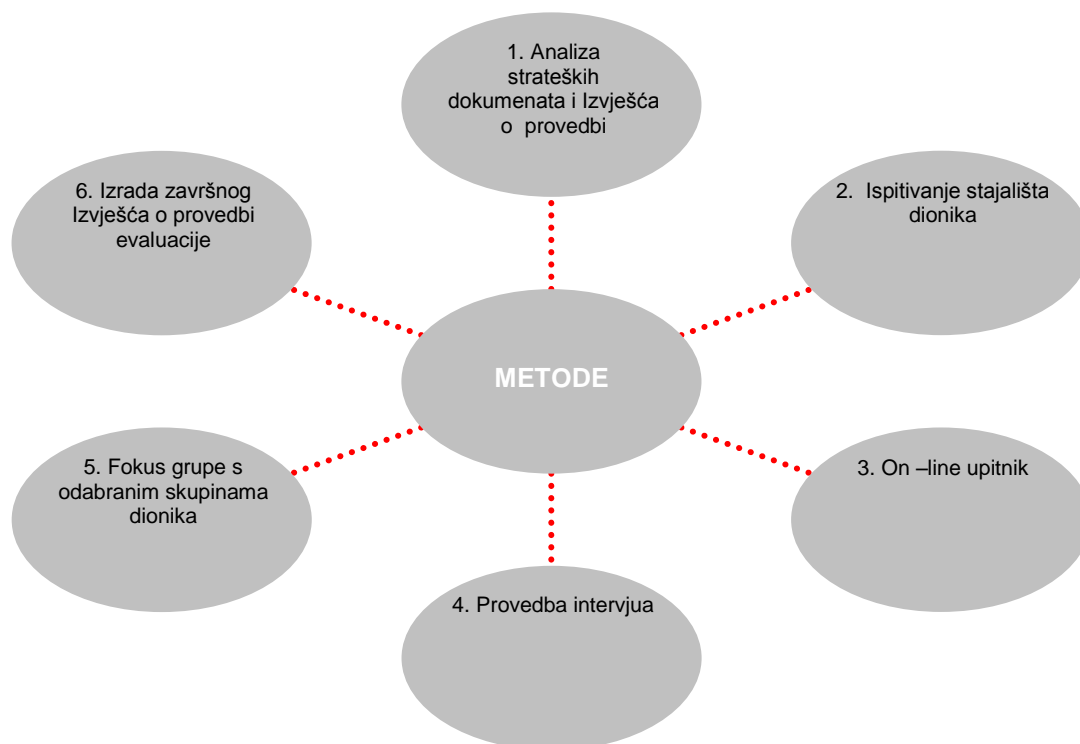 1. Analiza
strateških
dokumenata i Izvješća
o provedbi
2. Ispitivanje stajališta
dionika
3. On –line upitnik
4. Provedba intervjua
5. Fokus grupe s
odabranim skupinama
dionika
6. Izrada završnog
Izvješća o provedbi
evaluacije
METODE